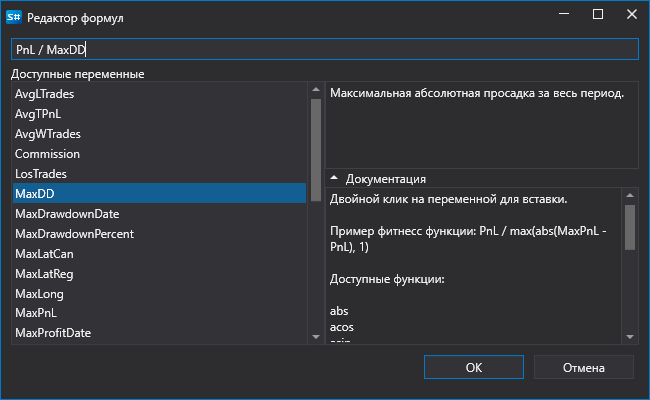 S# Редактор формул
PnL / MaxDD
Доступные переменные
AvgLTrades
AvgTPnL
AvgWTrades
Commission
LosTrades
MaxDD
MaxDrawdownDate
MaxDrawdownPercent
MaxLatCan
MaxLatReg
MaxLong
MaxPnL
MaxProfitDate
Максимальная абсолютная просадка за весь период.
Документация
Двойной клик на переменной для вставки.
Пример фитнесс функции: PnL / max(abs(MaxPnL -
PnL), 1)
Доступные функции:
abs
acos
OK
Отмена